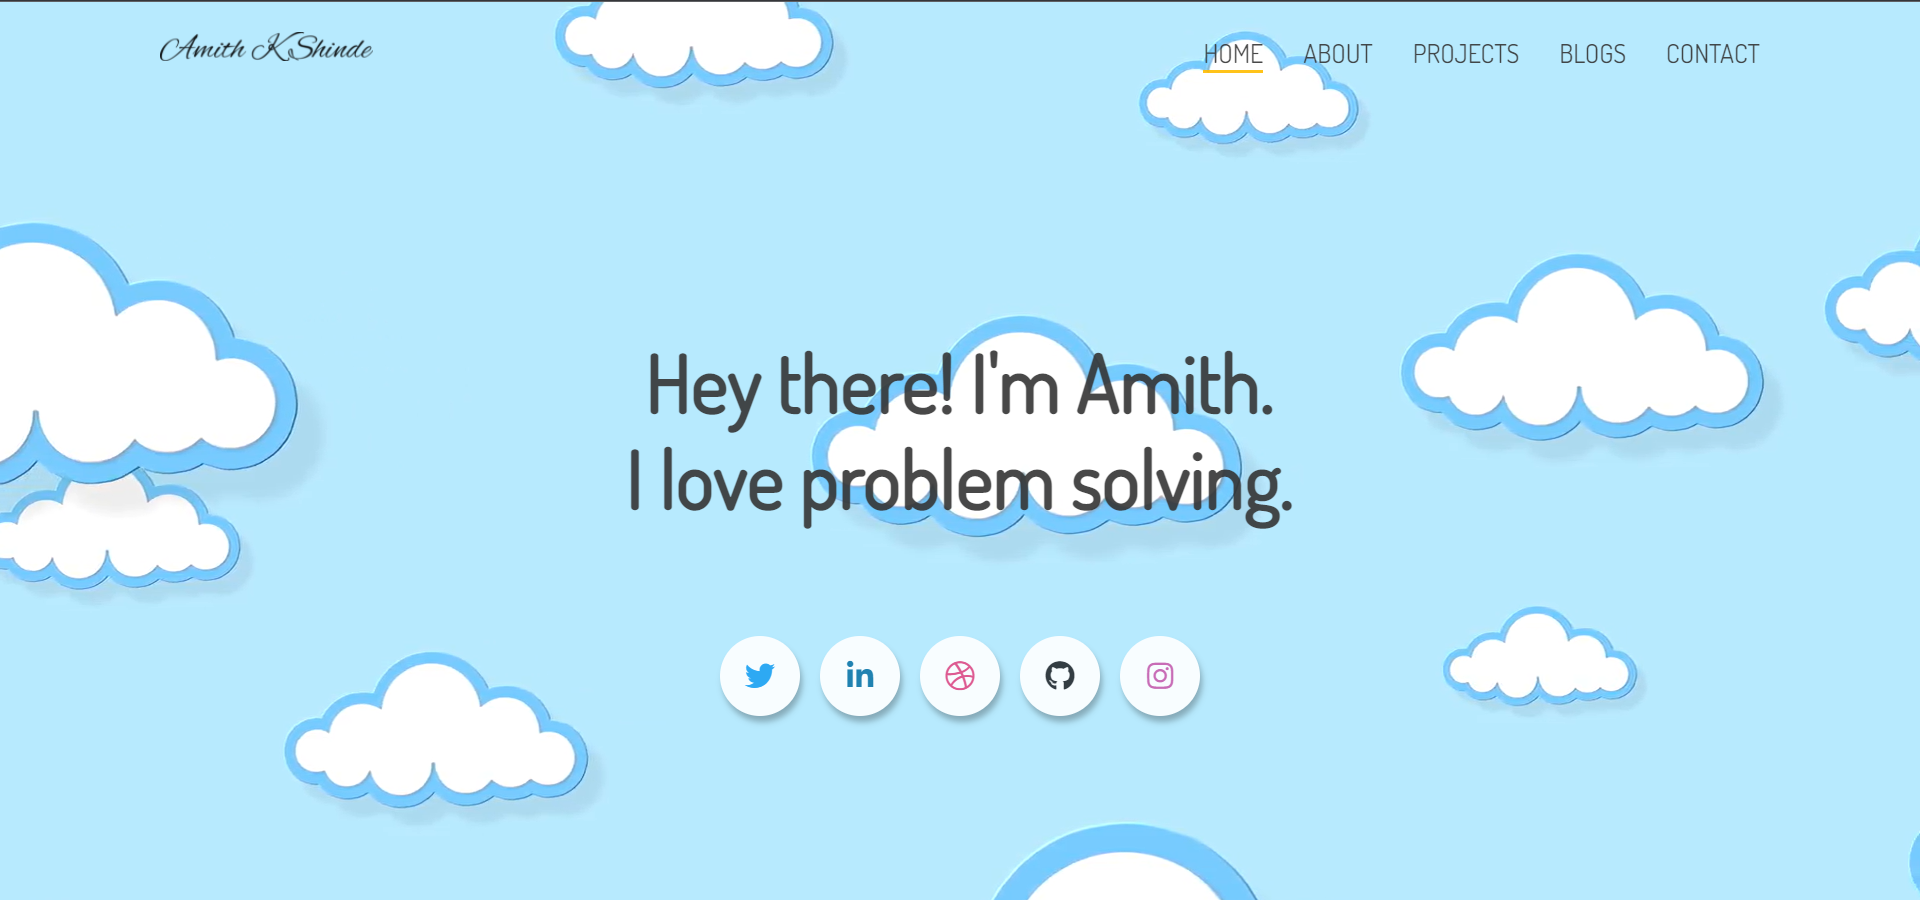 Amith K Shinde
HOME ABOUT PROJECTS BLOGS CONTACT
Hey there! I'm Amith.
I love problem solving.
in